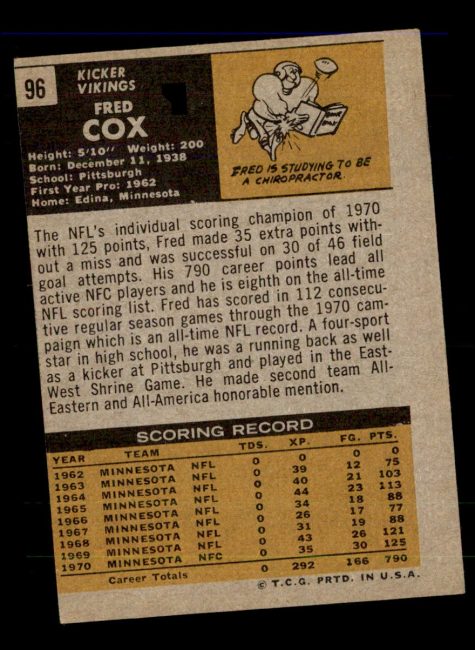 96
KICKER
VIKINGS
FRED
COX
Height: 5'10" Weight: 200
Born: December 11, 1938
School: Pittsburgh
First Year Pro: 1962
Home: Edina, Minnesota
FRED IS STUDYING TO BE
A CHIROPRACTOR.
The NFL's individual scoring champion of 1970
with 125 points, Fred made 35 extra points with-
out a miss and was successful on 30 of 46 field
goal attempts. His 790 career points lead all
active NFC players and he is eighth on the all-time
NFL scoring list. Fred has scored in 112 consecu-
tive regular season games through the 1970 cam-
paign which is an all-time NFL record. A four-sport
star in high school, he was a running back as well
as a kicker at Pittsburgh and played in the East-
West Shrine Game. He made second team All-
Eastern and All-America honorable mention.
SCORING RECORD
YEAR TEAM TDS. XP. FG. PTS.
1962 MINNESOTA NFL 0 0 0 0
1963 MINNESOTA NFL 0 39 12 75
1964 MINNESOTA NFL 0 40 21 103
1965 MINNESOTA NFL 0 44 23 113
1966 MINNESOTA NFL 0 34 18 88
1967 MINNESOTA NFL 0 26 17 77
1968 MINNESOTA NFL 0 31 19 88
1969 MINNESOTA NFL 0 43 26 121
1970 MINNESOTA NFC 0 35 30 125
Career Totals 0 292 166 790
© T.C.G. PRTD. IN U.S.A.